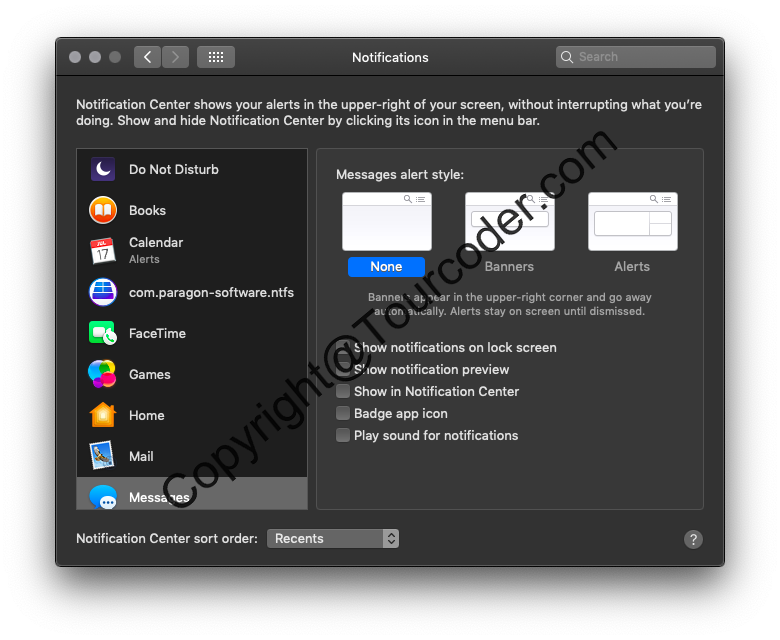 Notifications
Search
Notification Center shows your alerts in the upper-right of your screen, without interrupting what you're
doing. Show and hide Notification Center by clicking its icon in the menu bar.
Do Not Disturb
Books
JUL
17
Calendar
Alerts
com.paragon-software.ntfs
FaceTime
Games
Home
Mail
Messages
Messages alert style:
None
Banners
Alerts
Banners appear in the upper-right corner and go away
automatically. Alerts stay on screen until dismissed.
Show notifications on lock screen
Show notification preview
Show in Notification Center
Badge app icon
Play sound for notifications
Notification Center sort order:
Recents
?
Copyright@Tourcoder.com